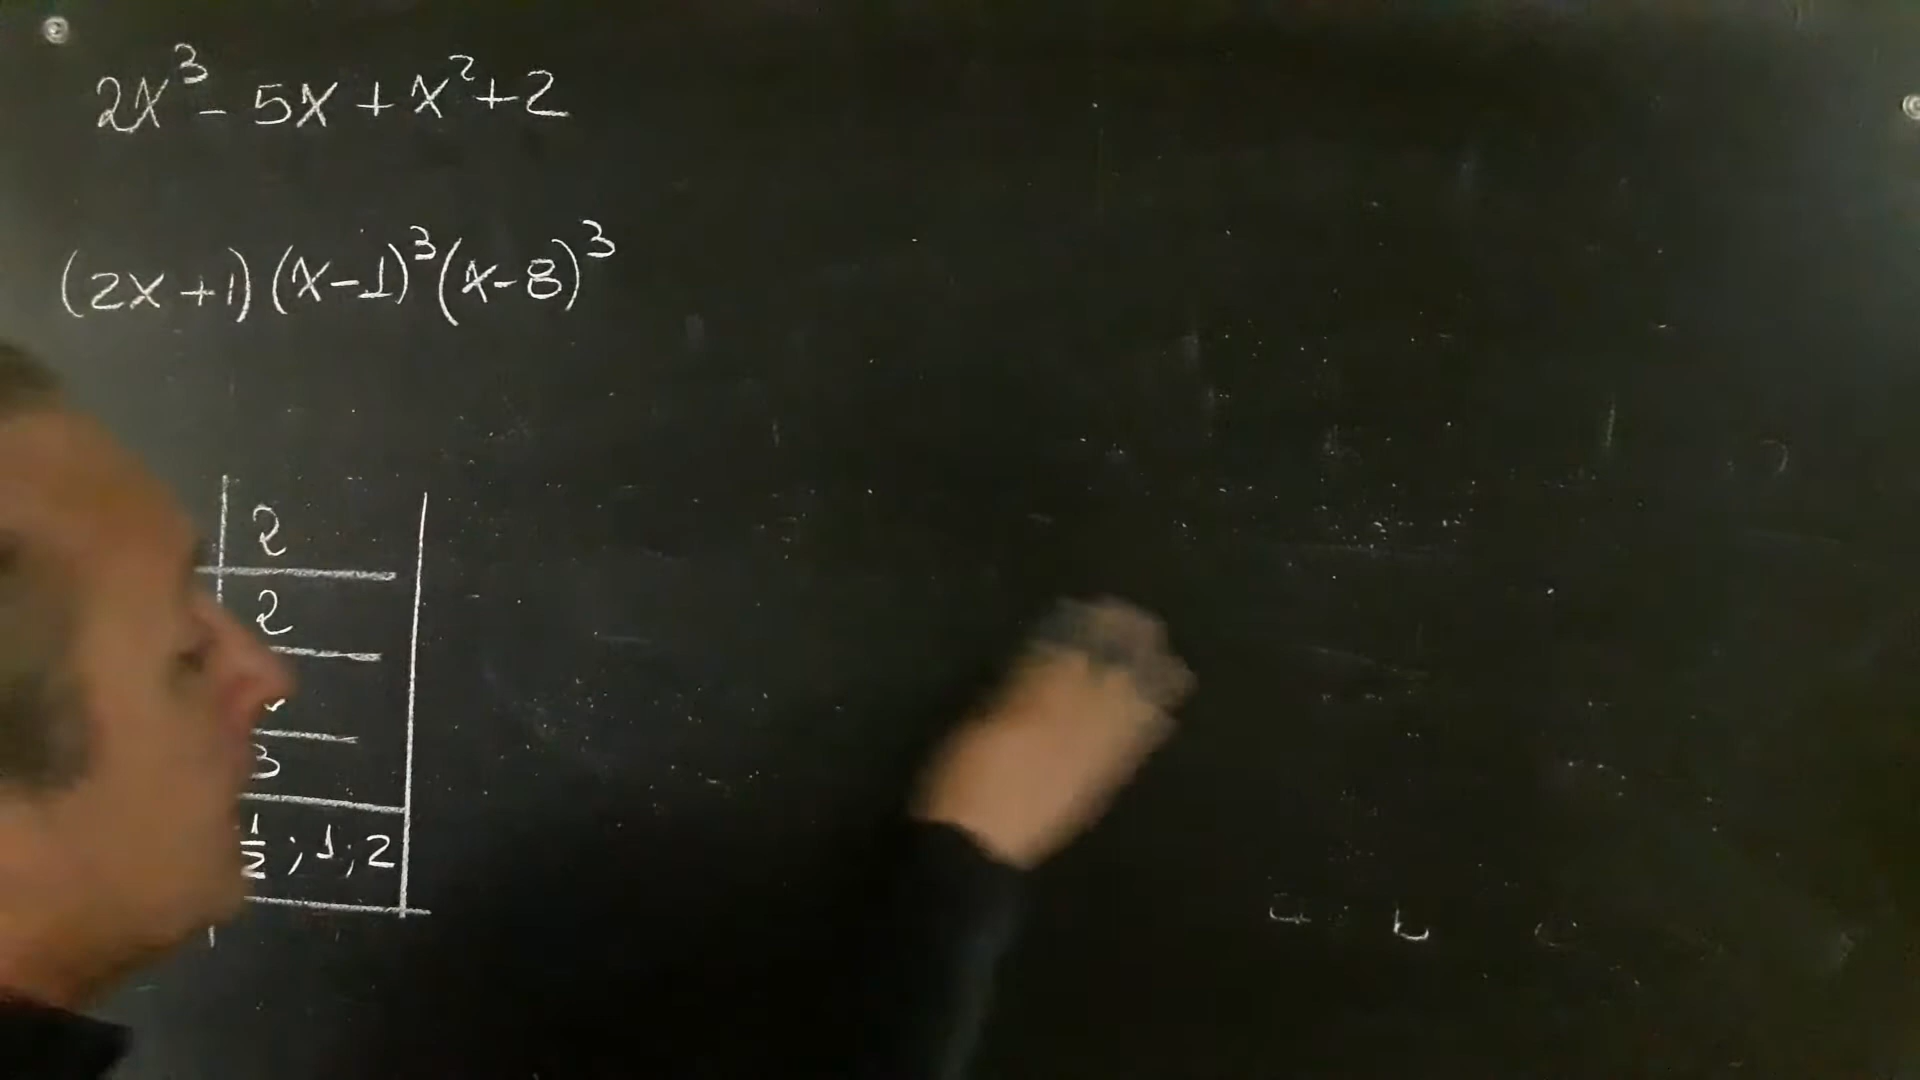 2x³ - 5x + x² + 2
(2x + 1) (x - 1)³ (x - 8)³
2
2
3
1/2 ; 1 ; 2